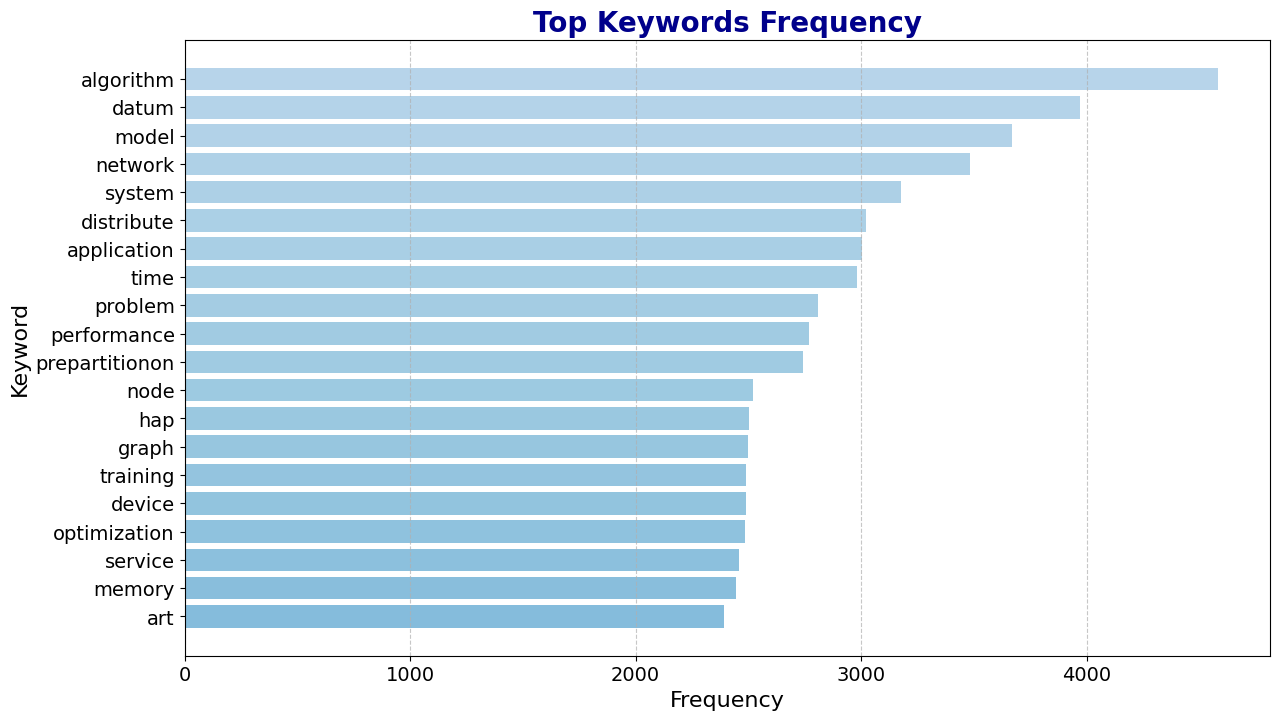 Top Keywords Frequency
Keyword
algorithm
datum
model
network
system
distribute
application
time
problem
performance
prepartitionon
node
hap
graph
training
device
optimization
service
memory
art
0 1000 2000 3000 4000
Frequency